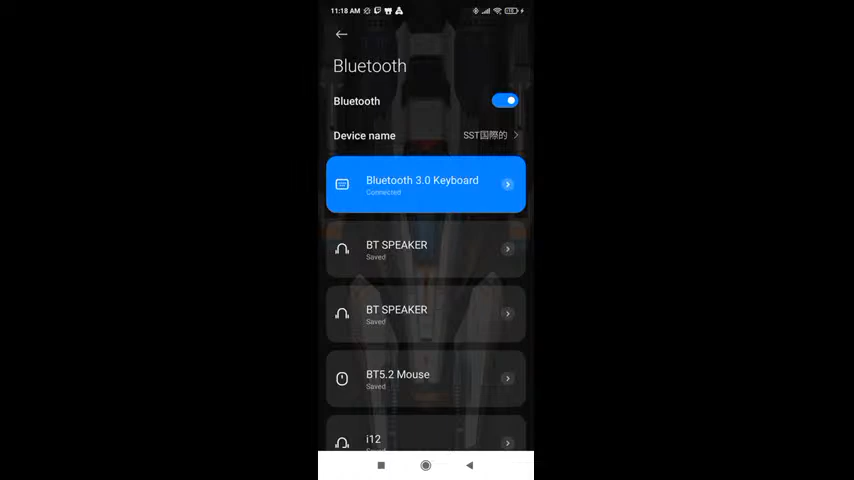 11:18 AM
Bluetooth
Bluetooth
Device name SST国際的
Bluetooth 3.0 Keyboard
Connected
BT SPEAKER
Saved
BT SPEAKER
Saved
BT5.2 Mouse
Saved
i12